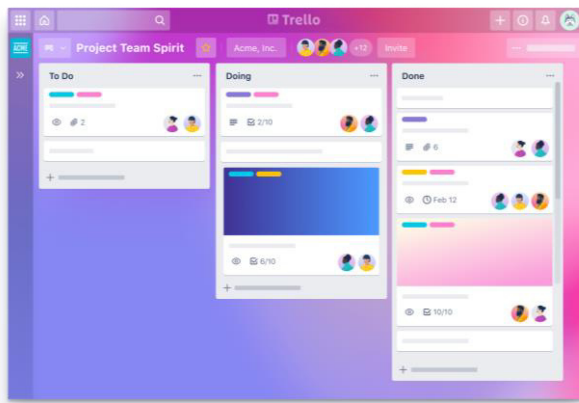 Trello
ACME
Project Team Spirit
Acme, Inc.
+12
Invite
To Do
2
Doing
2/10
6/10
Done
6
Feb 12
10/10